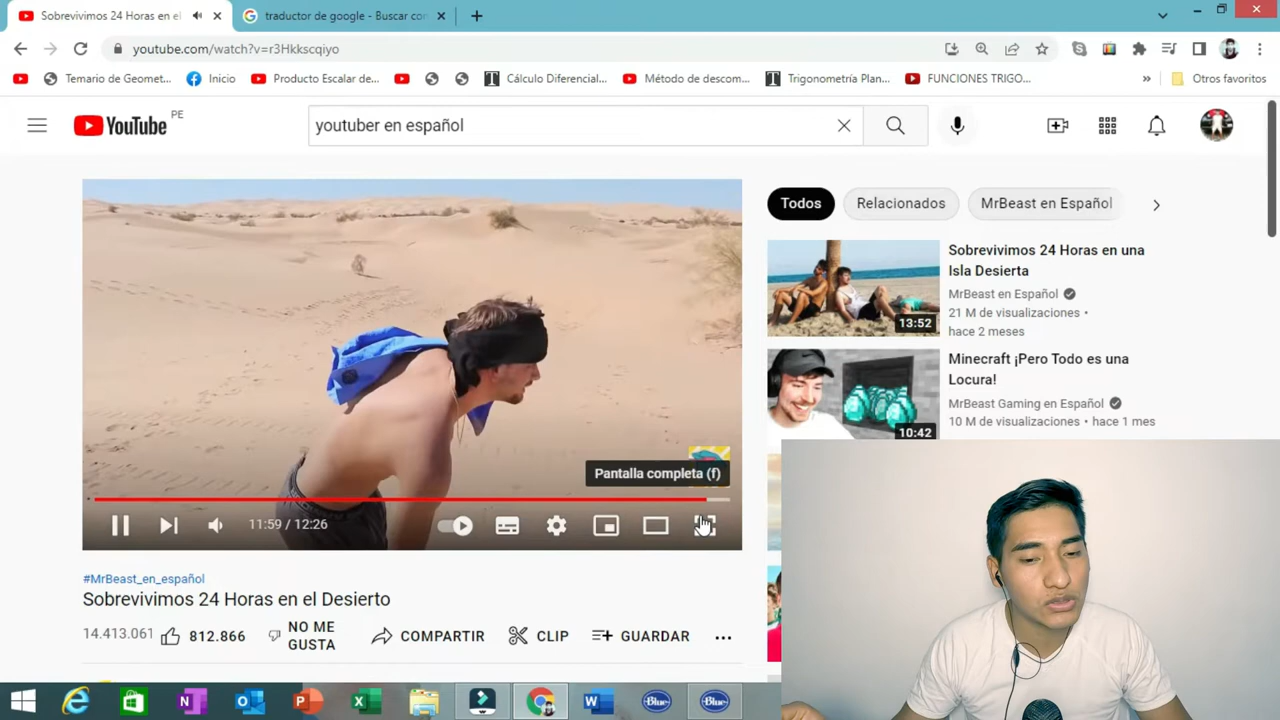 Sobrevivimos 24 Horas en el
traductor de google - Buscar con
youtube.com/watch?v=r3Hkkscqiyo
Temario de Geomet...
Inicio
Producto Escalar de...
Cálculo Diferencial...
Método de descom...
Trigonometría Plan...
FUNCIONES TRIGO...
»
Otros favoritos
YouTube PE
youtuber en español
Todos
Relacionados
MrBeast en Español
Sobrevivimos 24 Horas en una
Isla Desierta
MrBeast en Español
21 M de visualizaciones •
hace 2 meses
13:52
Minecraft ¡Pero Todo es una
Locura!
MrBeast Gaming en Español
10 M de visualizaciones • hace 1 mes
10:42
Pantalla completa (f)
11:59 / 12:26
#MrBeast_en_español
Sobrevivimos 24 Horas en el Desierto
14.413.061
812.866
NO ME
GUSTA
COMPARTIR
CLIP
GUARDAR
Blue
Blue